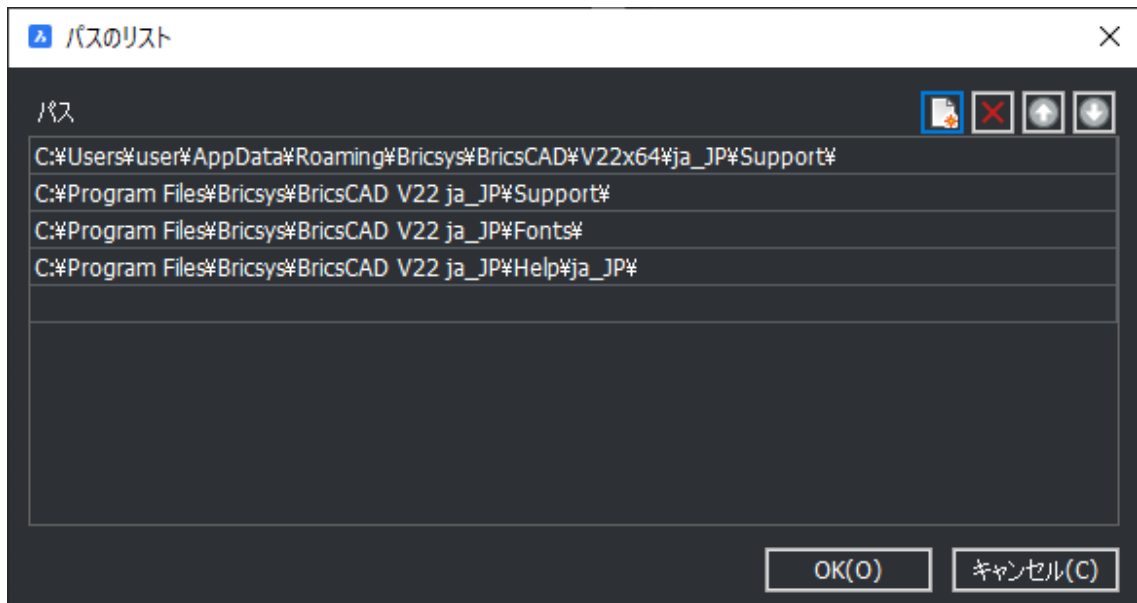 パスのリスト
パス
C:¥Users¥user¥AppData¥Roaming¥Bricsys¥BricsCAD¥V22x64¥ja_JP¥Support¥
C:¥Program Files¥Bricsys¥BricsCAD V22 ja_JP¥Support¥
C:¥Program Files¥Bricsys¥BricsCAD V22 ja_JP¥Fonts¥
C:¥Program Files¥Bricsys¥BricsCAD V22 ja_JP¥Help¥ja_JP¥
OK(O)
キャンセル(C)